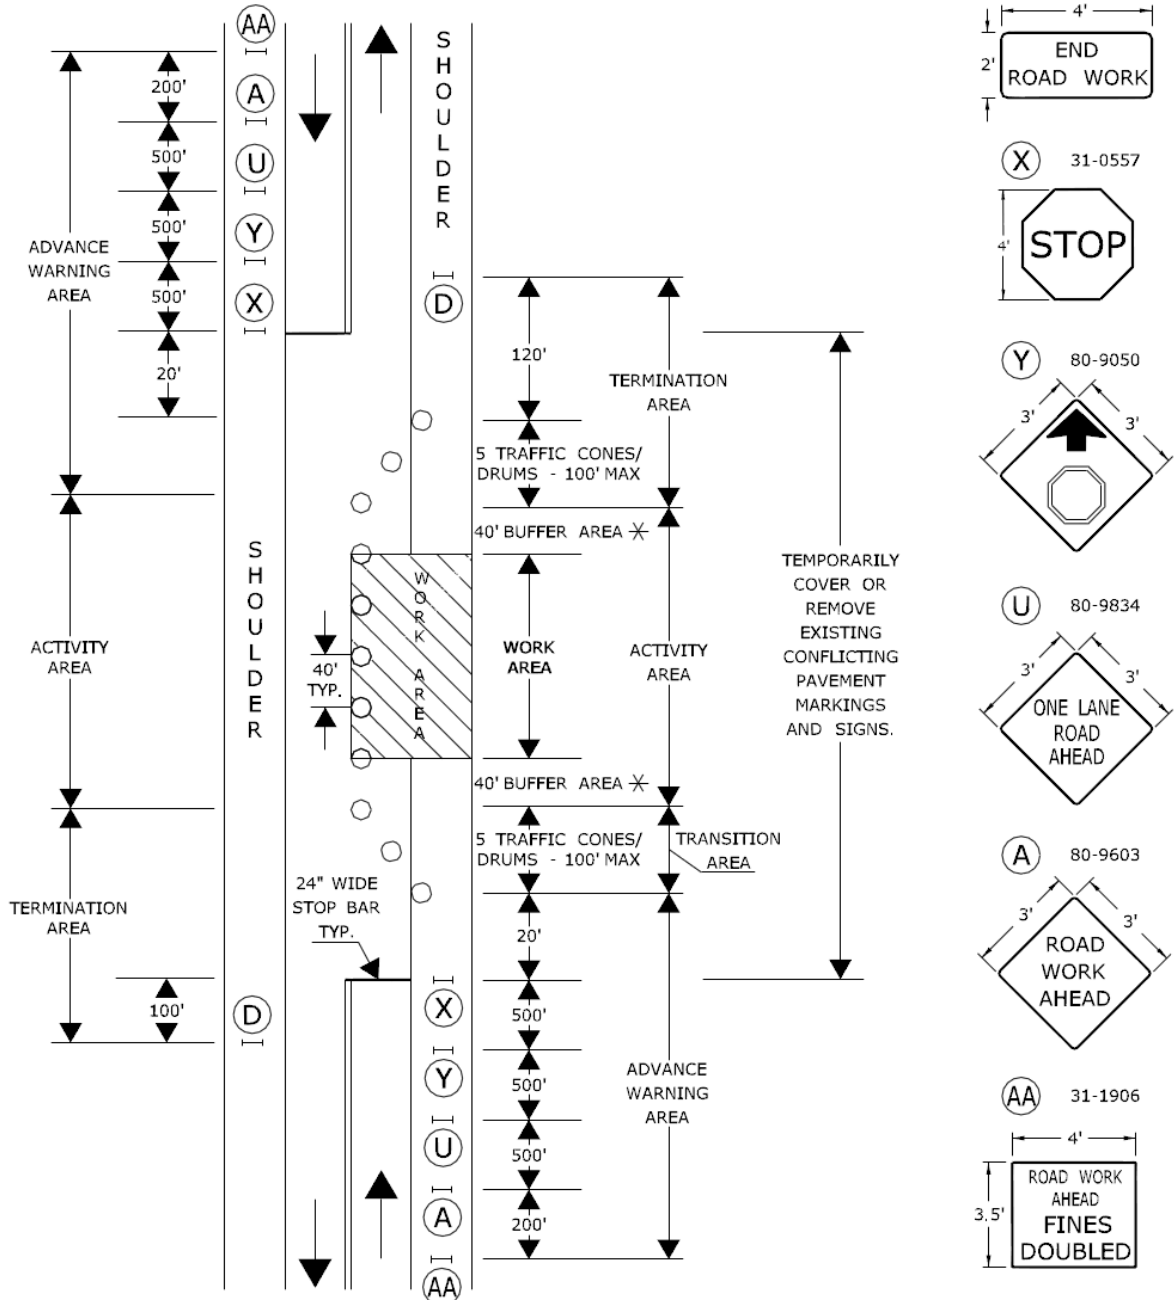 AA
200'
A
500'
U
500'
Y
500'
X
20'
ADVANCE
WARNING
AREA
SHOULDER
ACTIVITY
AREA
TERMINATION
AREA
100'
D
SHOULDER
D
120'
TERMINATION
AREA
5 TRAFFIC CONES/
DRUMS - 100' MAX
40' BUFFER AREA *
WORK AREA
WORK
AREA
40'
TYP.
ACTIVITY
AREA
40' BUFFER AREA *
5 TRAFFIC CONES/
DRUMS - 100' MAX
TRANSITION
AREA
24" WIDE
STOP BAR
TYP.
20'
X
500'
Y
500'
U
500'
A
200'
AA
ADVANCE
WARNING
AREA
TEMPORARILY
COVER OR
REMOVE
EXISTING
CONFLICTING
PAVEMENT
MARKINGS
AND SIGNS.
4'
2'
END
ROAD WORK
X 31-0557
4'
STOP
Y 80-9050
3' 3'
U 80-9834
3' 3'
ONE LANE
ROAD
AHEAD
A 80-9603
3' 3'
ROAD
WORK
AHEAD
AA 31-1906
4'
3.5'
ROAD WORK
AHEAD
FINES
DOUBLED